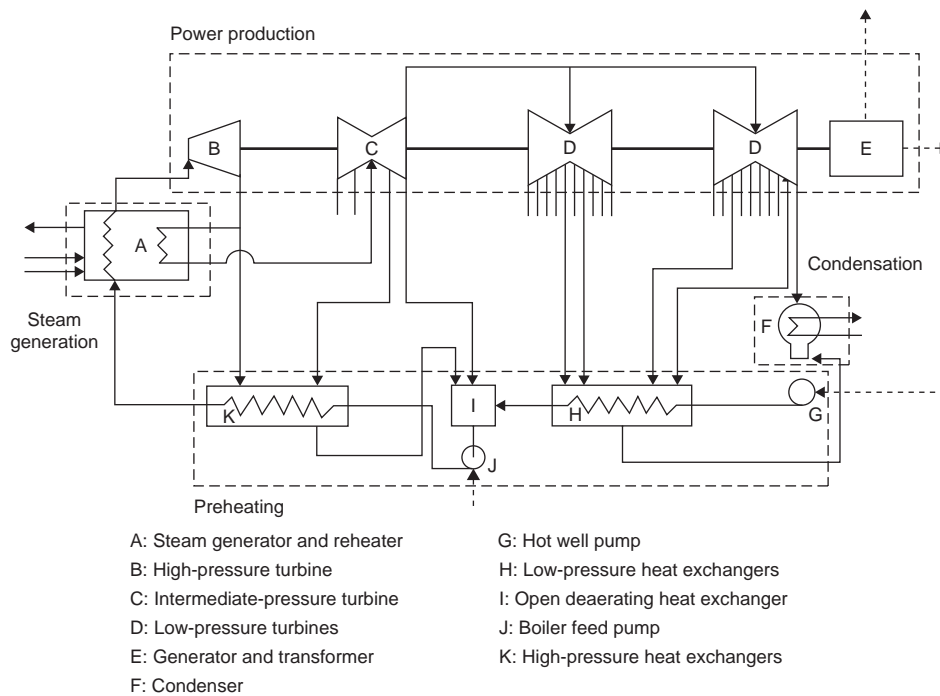 Power production
B
C
D
D
E
A
Condensation
Steam
generation
F
K
I
H
G
J
Preheating
A: Steam generator and reheater
B: High-pressure turbine
C: Intermediate-pressure turbine
D: Low-pressure turbines
E: Generator and transformer
F: Condenser
G: Hot well pump
H: Low-pressure heat exchangers
I: Open deaerating heat exchanger
J: Boiler feed pump
K: High-pressure heat exchangers